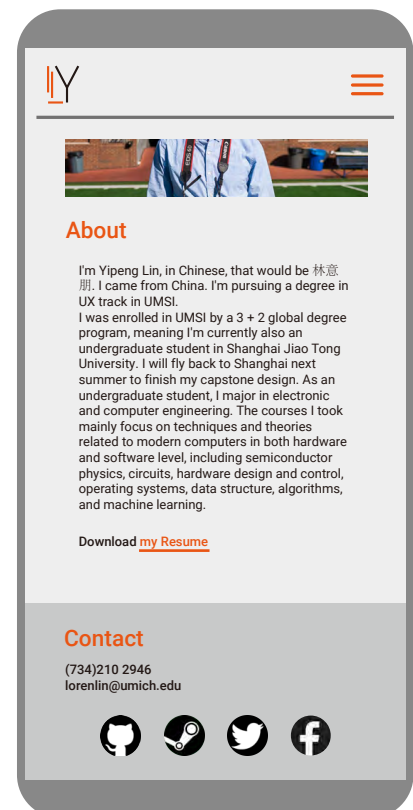 LY
EOS 6D
Canon
About
I'm Yipeng Lin, in Chinese, that would be 林意
朋. I came from China. I'm pursuing a degree in
UX track in UMSI.
I was enrolled in UMSI by a 3 + 2 global degree
program, meaning I'm currently also an
undergraduate student in Shanghai Jiao Tong
University. I will fly back to Shanghai next
summer to finish my capstone design. As an
undergraduate student, I major in electronic
and computer engineering. The courses I took
mainly focus on techniques and theories
related to modern computers in both hardware
and software level, including semiconductor
physics, circuits, hardware design and control,
operating systems, data structure, algorithms,
and machine learning.
Download my Resume
Contact
(734)210 2946
lorenlin@umich.edu